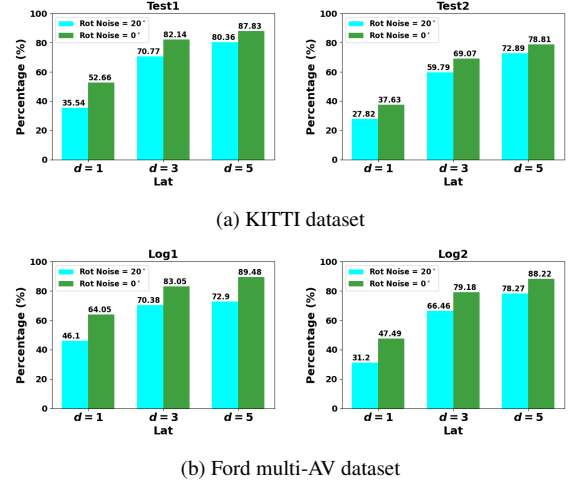 Test1
Percentage (%)
100
80
60
40
20
0
Rot Noise = 20°
Rot Noise = 0°
35.54
52.66
70.77
82.14
80.36
87.83
d = 1
d = 3
d = 5
Lat
Test2
Percentage (%)
100
80
60
40
20
0
Rot Noise = 20°
Rot Noise = 0°
27.82
37.63
59.79
69.07
72.89
78.81
d = 1
d = 3
d = 5
Lat
(a) KITTI dataset
Log1
Percentage (%)
100
80
60
40
20
0
Rot Noise = 20°
Rot Noise = 0°
46.1
64.05
70.38
83.05
72.9
89.48
d = 1
d = 3
d = 5
Lat
Log2
Percentage (%)
100
80
60
40
20
0
Rot Noise = 20°
Rot Noise = 0°
31.2
47.49
66.46
79.18
78.27
88.22
d = 1
d = 3
d = 5
Lat
(b) Ford multi-AV dataset